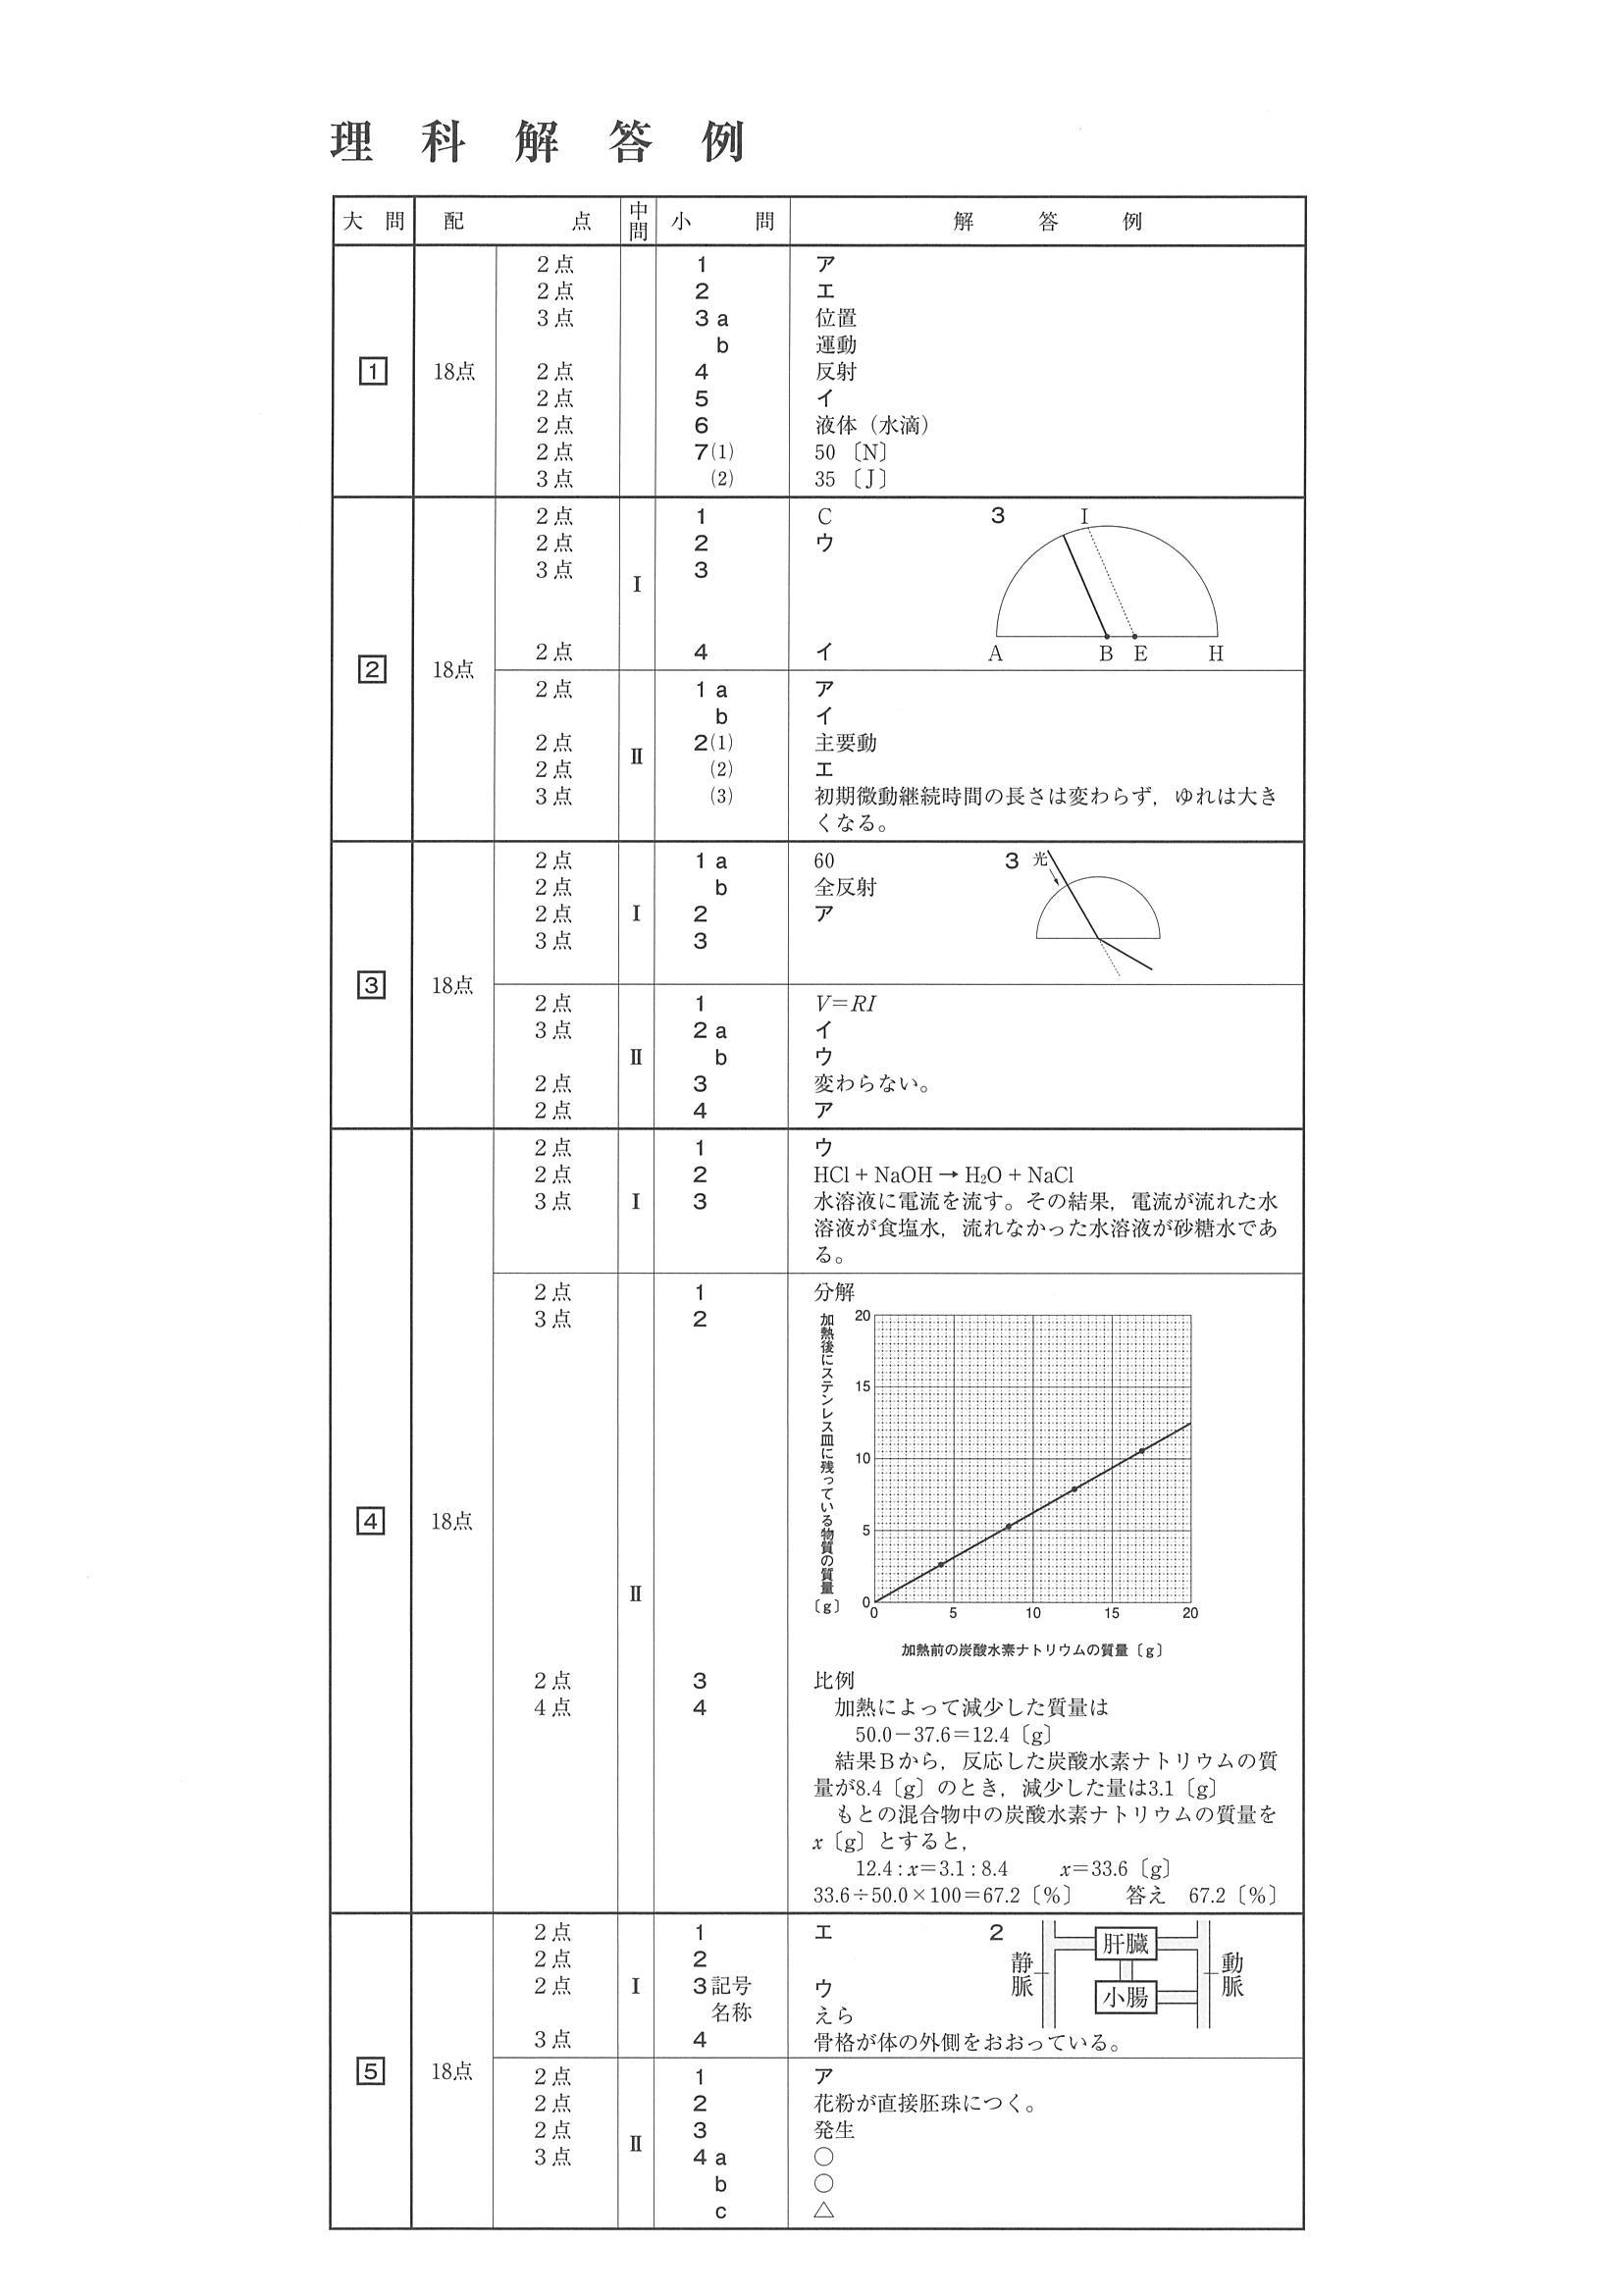 理科解答例
大問 配点 中問 小問 解答例
1 18点
2点 1 ア
2点 2 エ
3点 3 a 位置
b 運動
2点 4 反射
2点 5 イ
2点 6 液体（水滴）
2点 7(1) 50〔N〕
3点 (2) 35〔J〕
2 18点
I
2点 1 C
2点 2 ウ
3点 3
3 I
A B E H
2点 4 イ
II
2点 1 a ア
b イ
2点 2(1) 主要動
2点 (2) エ
3点 (3) 初期微動継続時間の長さは変わらず，ゆれは大き
くなる。
3 18点
I
2点 1 a 60
2点 b 全反射
2点 2 ア
3点 3
3 光
II
2点 1 V=RI
3点 2 a イ
b ウ
2点 3 変わらない。
2点 4 ア
4 18点
I
2点 1 ウ
2点 2 HCl + NaOH → H₂O + NaCl
3点 3 水溶液に電流を流す。その結果，電流が流れた水
溶液が食塩水，流れなかった水溶液が砂糖水であ
る。
II
2点 1 分解
3点 2
加熱後にステンレス皿に残っている物質の質量〔g〕
20
15
10
5
0
0 5 10 15 20
加熱前の炭酸水素ナトリウムの質量〔g〕
2点 3 比例
4点 4 加熱によって減少した質量は
50.0－37.6＝12.4〔g〕
結果Bから，反応した炭酸水素ナトリウムの質
量が8.4〔g〕のとき，減少した量は3.1〔g〕
もとの混合物中の炭酸水素ナトリウムの質量を
x〔g〕とすると，
12.4 : x＝3.1 : 8.4 x＝33.6〔g〕
33.6÷50.0×100＝67.2〔%〕 答え 67.2〔%〕
5 18点
I
2点 1 エ
2点 2
2 静脈 肝臓 小腸 動脈
2点 3 記号 ウ
名称 えら
3点 4 骨格が体の外側をおおっている。
II
2点 1 ア
2点 2 花粉が直接胚珠につく。
2点 3 発生
3点 4 a ○
b ○
c △